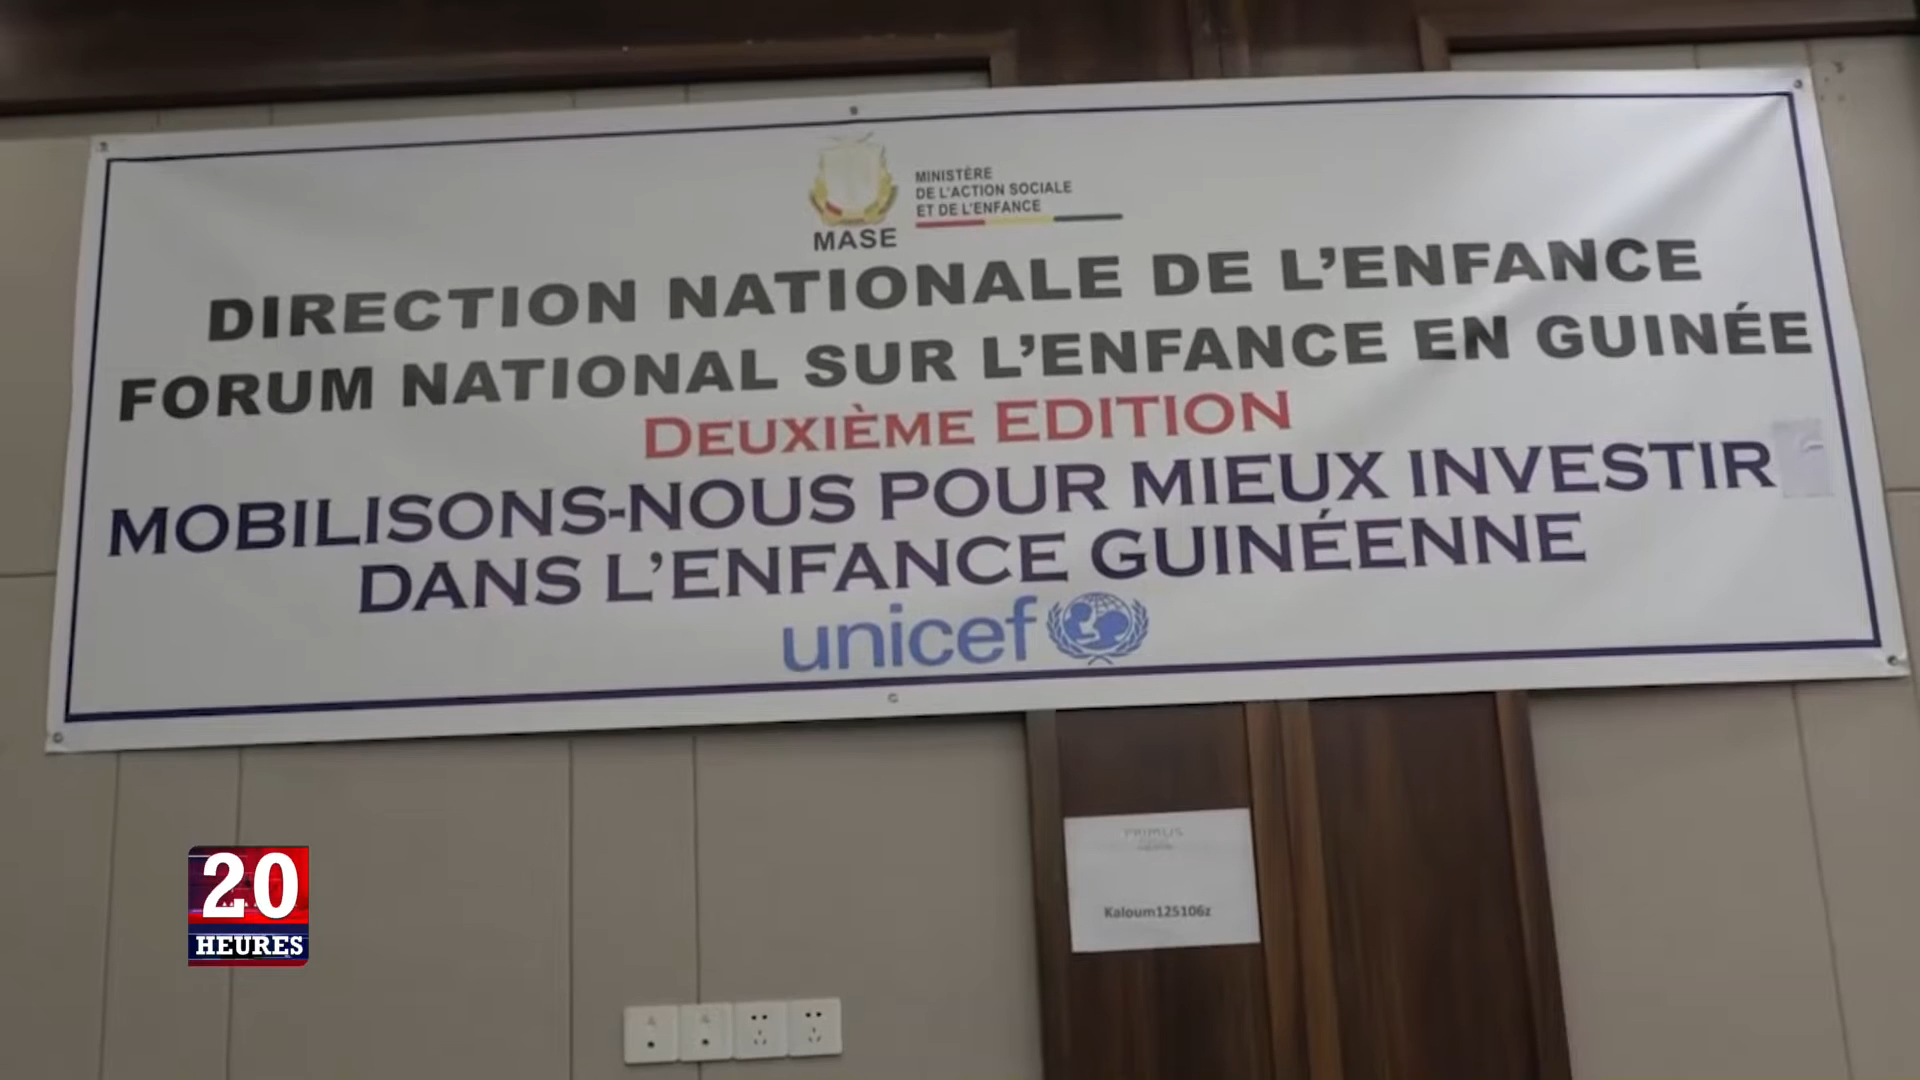 MINISTÈRE
DE L'ACTION SOCIALE
ET DE L'ENFANCE
MASE
DIRECTION NATIONALE DE L'ENFANCE
FORUM NATIONAL SUR L'ENFANCE EN GUINÉE
DEUXIÈME EDITION
MOBILISONS-NOUS POUR MIEUX INVESTIR
DANS L'ENFANCE GUINÉENNE
unicef
PRIMUS
Kaloum125106z
20
HEURES